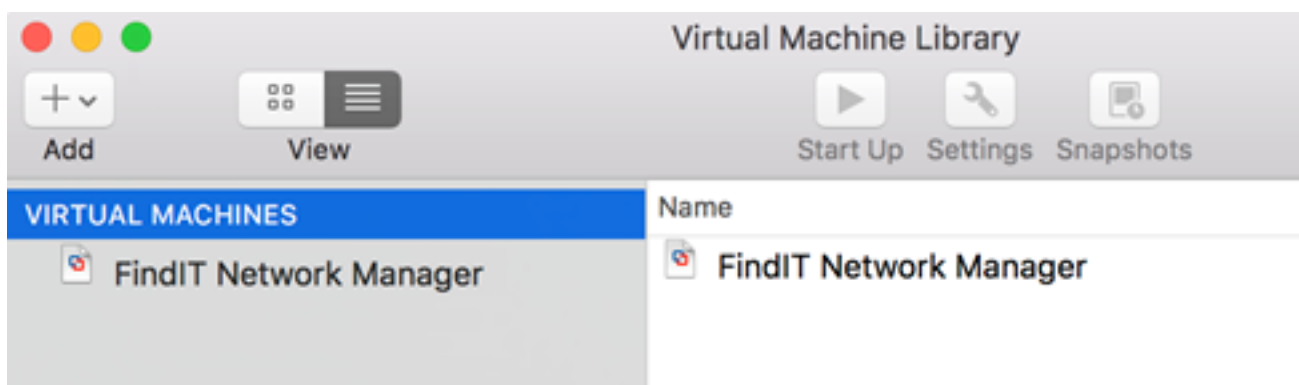 Virtual Machine Library
Add View Start Up Settings Snapshots
VIRTUAL MACHINES
FindIT Network Manager
Name
FindIT Network Manager